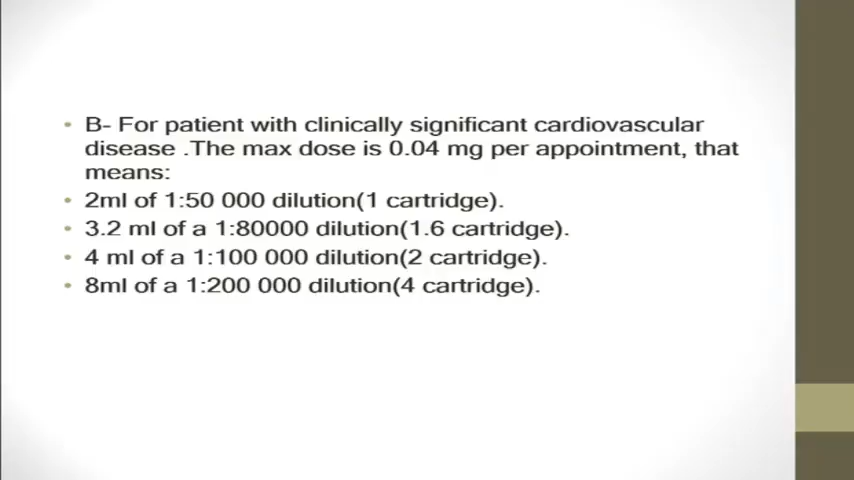 B- For patient with clinically significant cardiovascular
disease .The max dose is 0.04 mg per appointment, that
means:
2ml of 1:50 000 dilution(1 cartridge).
3.2 ml of a 1:80000 dilution(1.6 cartridge).
4 ml of a 1:100 000 dilution(2 cartridge).
8ml of a 1:200 000 dilution(4 cartridge).